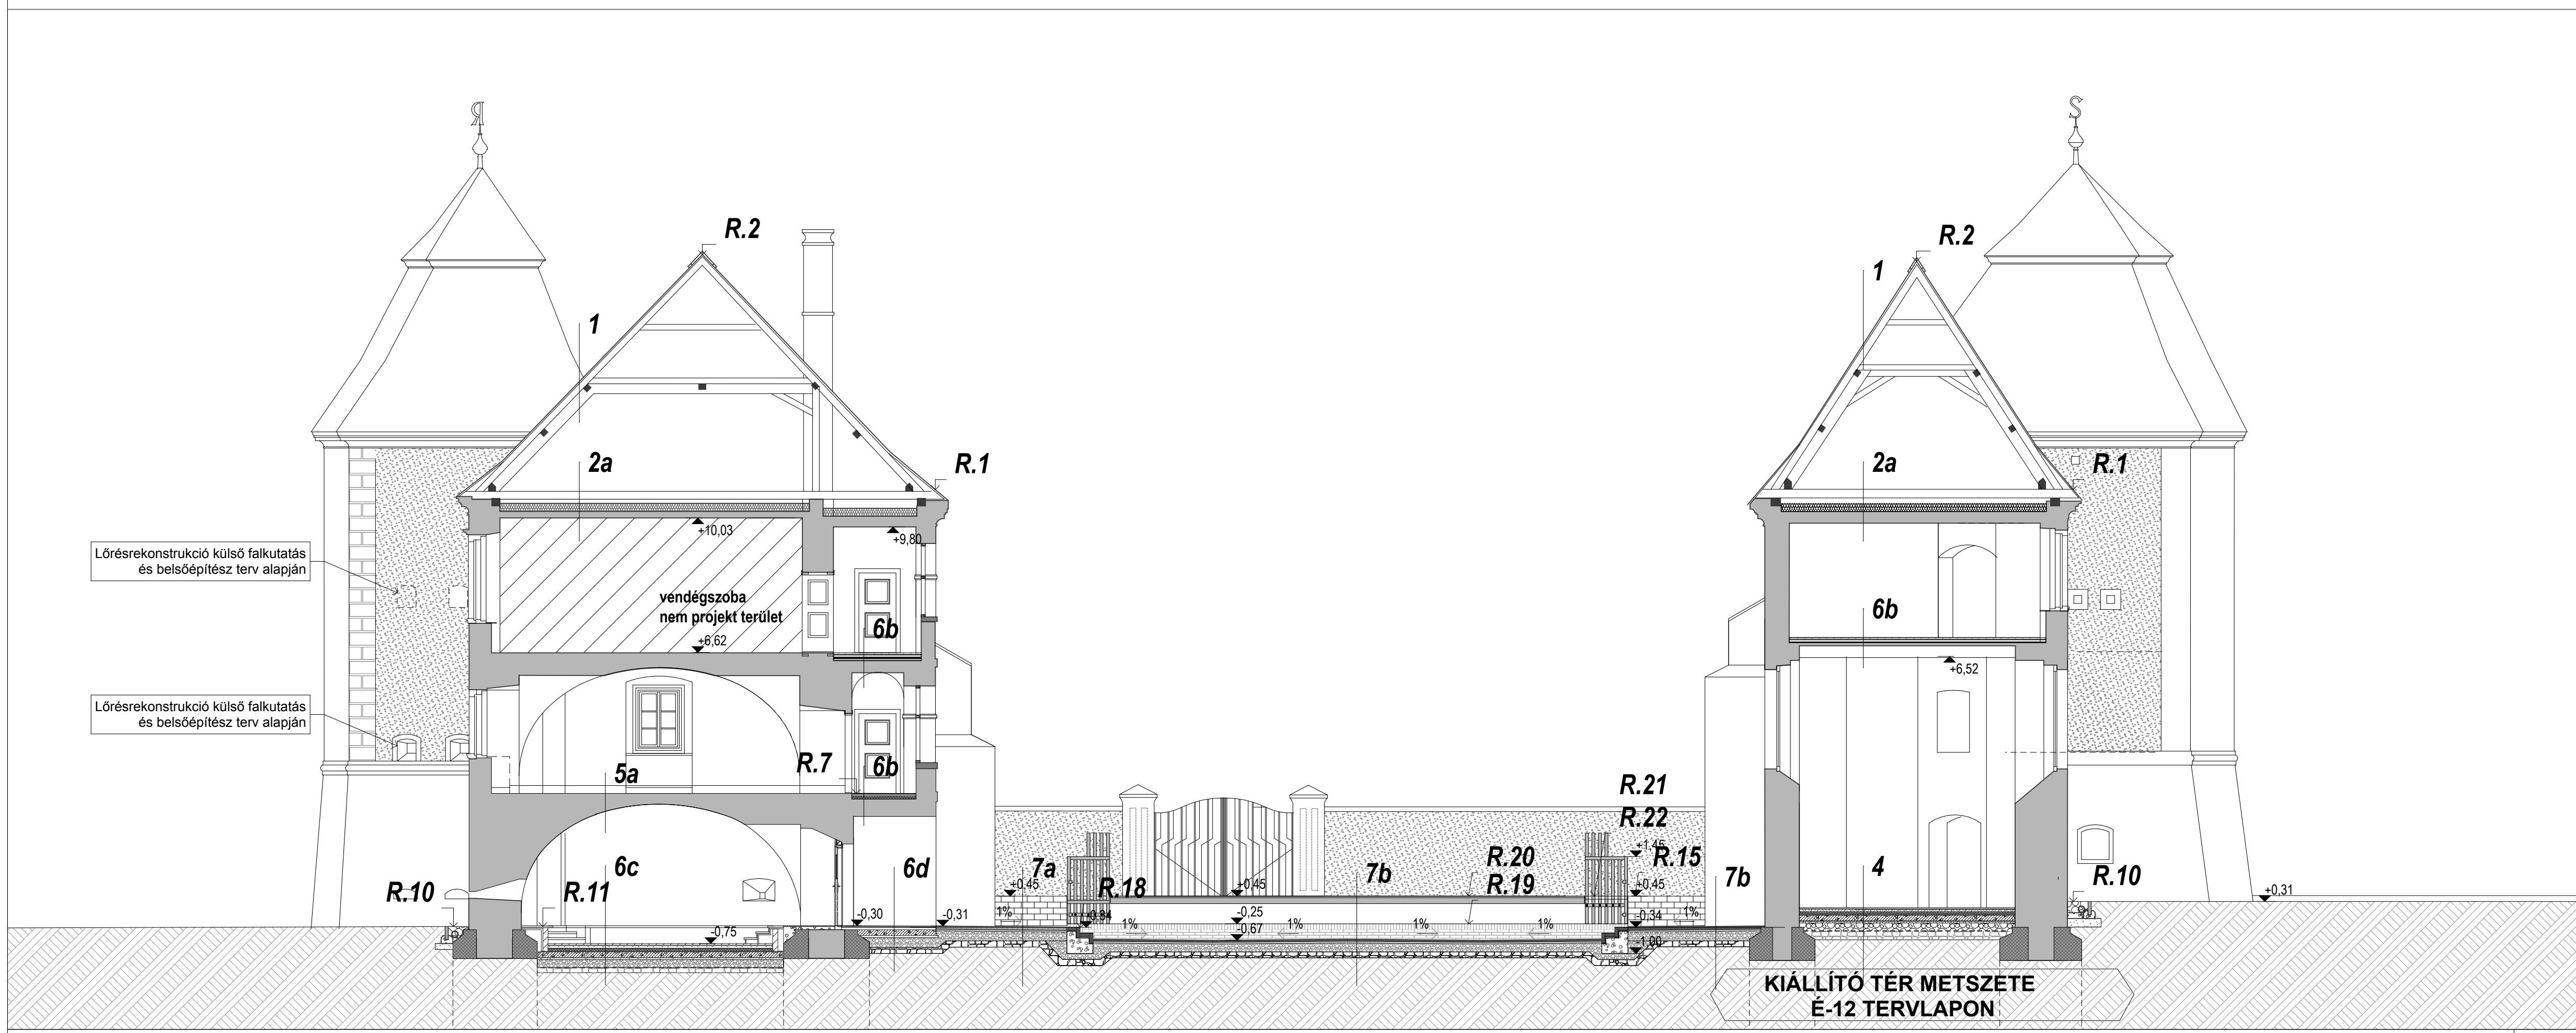 Я
S
R.2
R.2
1
1
2a
R.1
2a
R.1
+10,03
+9,80
Lőrésrekonstrukció külső falkutatás
és belsőépítész terv alapján
vendégszoba
nem projekt terület
6b
6b
+6,62
+6,52
Lőrésrekonstrukció külső falkutatás
és belsőépítész terv alapján
5a
R.7
6b
R.21
R.22
+1,45
6c
6d
7a
7b
R.20
R.15
R.19
7b
4
R.10
R.11
R.18
R.10
+0,45
+0,45
+0,45
+0,31
-0,30
-0,31
1%
-0,34
1%
-0,25
1%
1%
1%
-0,34
1%
-0,75
-0,67
-1,00
KIÁLLÍTÓ TÉR METSZETE
É-12 TERVLAPON